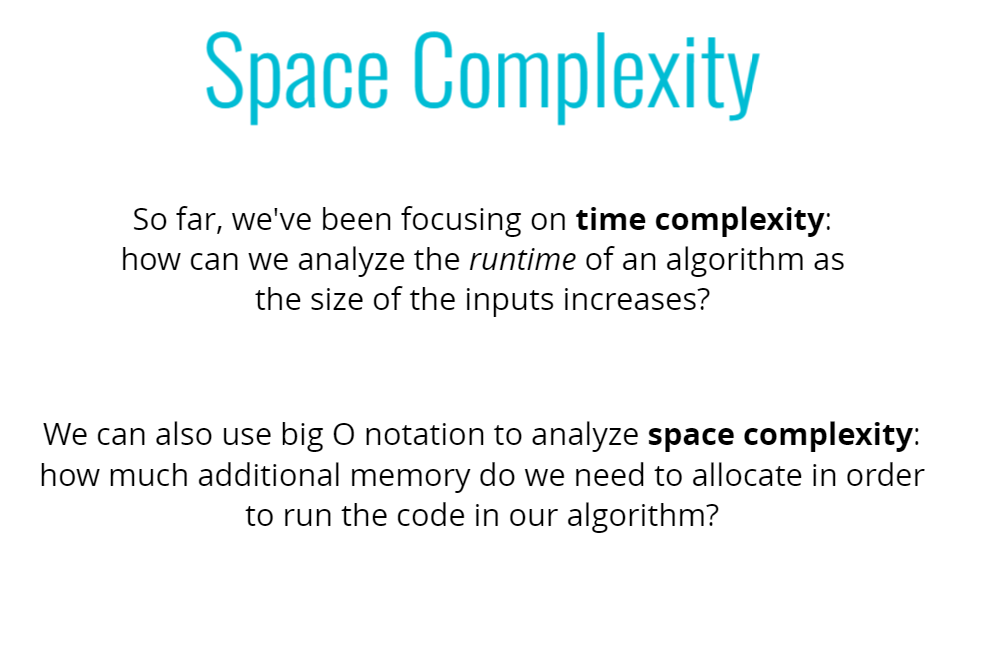 Space Complexity
So far, we've been focusing on time complexity:
how can we analyze the runtime of an algorithm as
the size of the inputs increases?
We can also use big O notation to analyze space complexity:
how much additional memory do we need to allocate in order
to run the code in our algorithm?